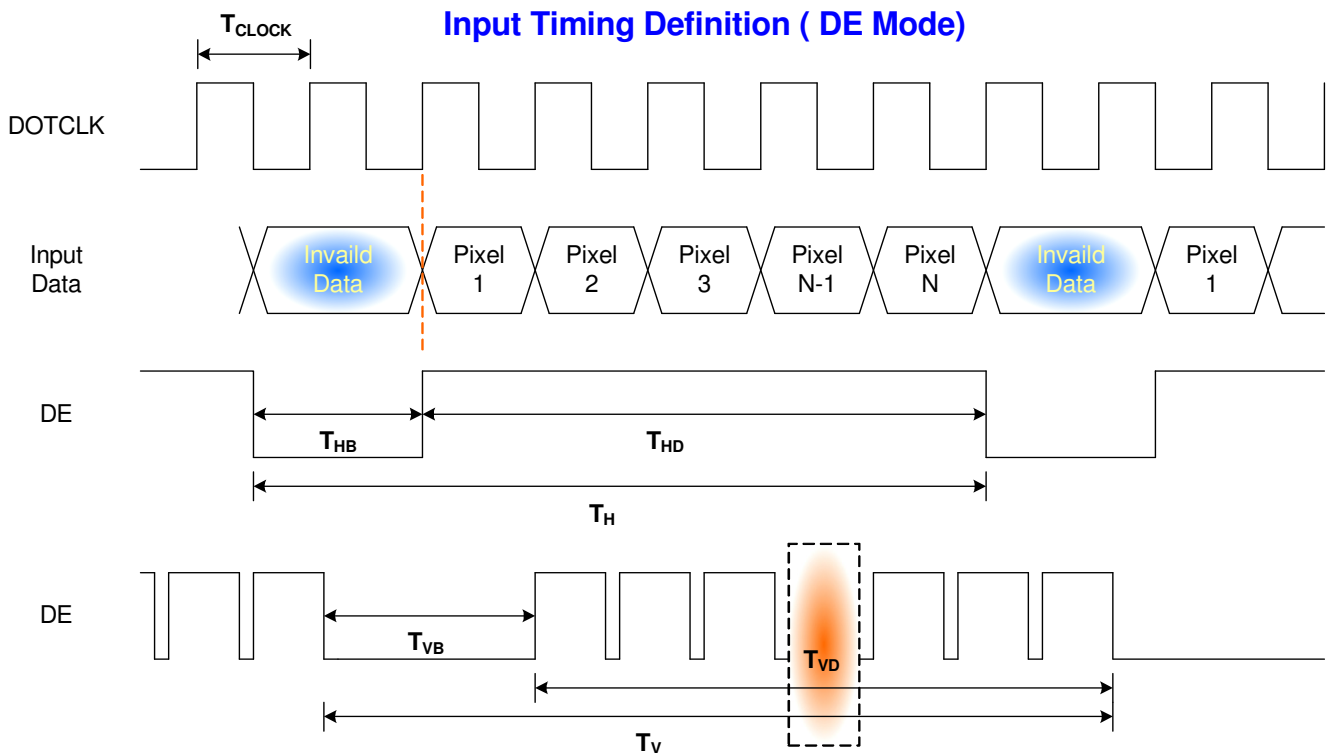 Input Timing Definition ( DE Mode)
TCLOCK
DOTCLK
Input
Data
Invaild
Data
Pixel
1
Pixel
2
Pixel
3
Pixel
N-1
Pixel
N
Invaild
Data
Pixel
1
DE
THB
THD
TH
DE
TVB
TVD
TV